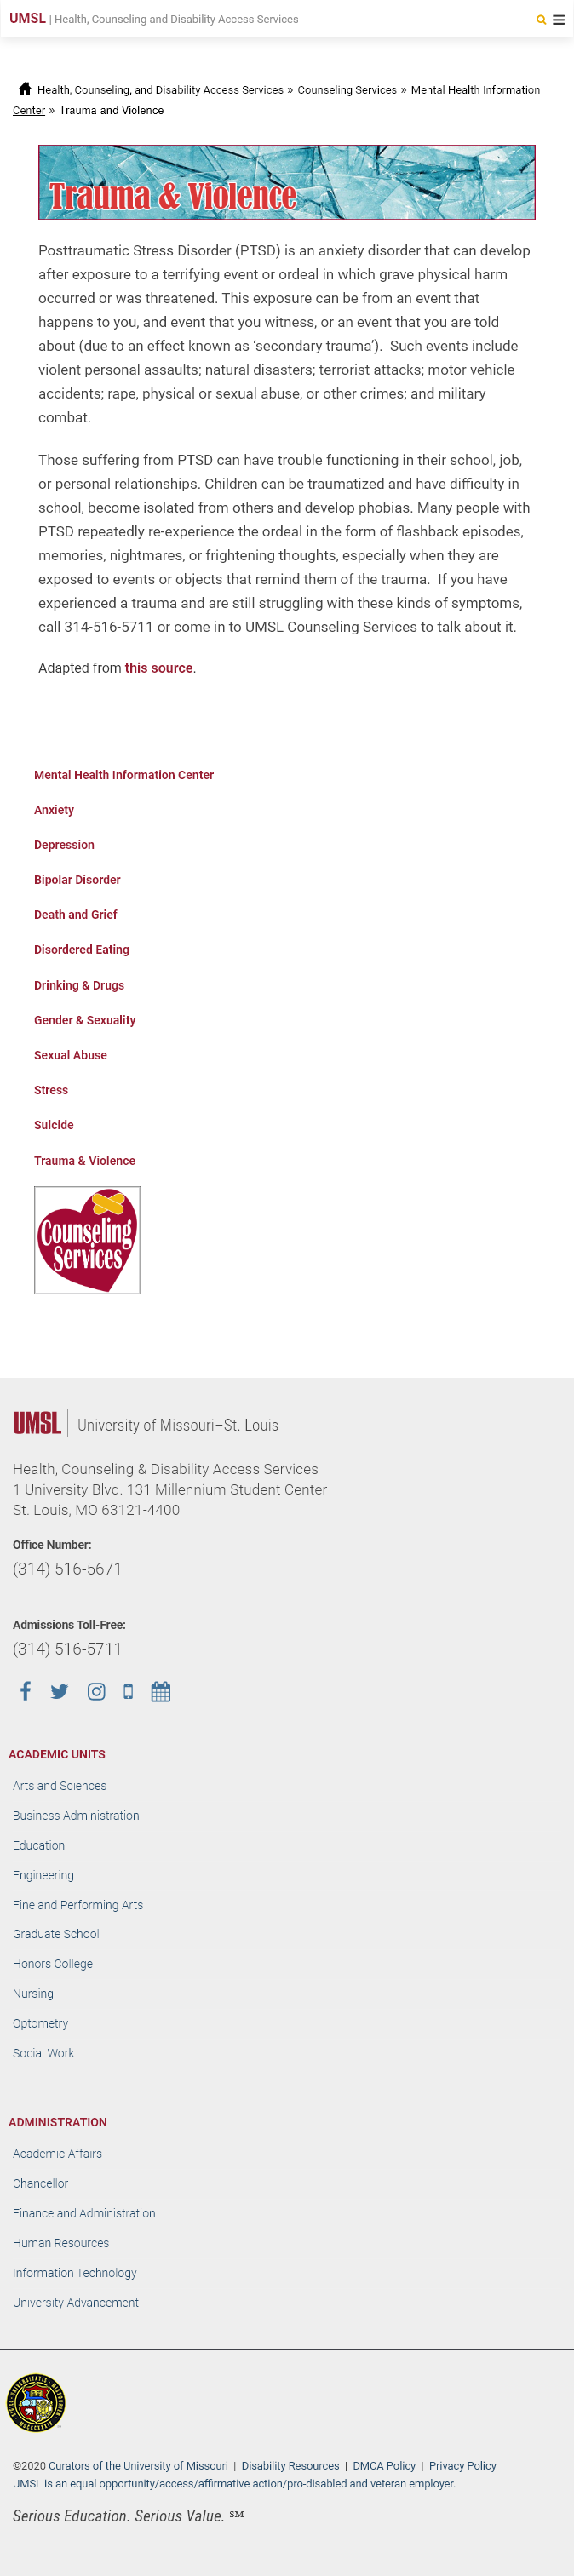 UMSL | Health, Counseling and Disability Access Services
Health, Counseling, and Disability Access Services » Counseling Services » Mental Health Information
Center » Trauma and Violence
Trauma & Violence
Posttraumatic Stress Disorder (PTSD) is an anxiety disorder that can develop
after exposure to a terrifying event or ordeal in which grave physical harm
occurred or was threatened. This exposure can be from an event that
happens to you, and event that you witness, or an event that you are told
about (due to an effect known as ‘secondary trauma’).  Such events include
violent personal assaults; natural disasters; terrorist attacks; motor vehicle
accidents; rape, physical or sexual abuse, or other crimes; and military
combat.
Those suffering from PTSD can have trouble functioning in their school, job,
or personal relationships. Children can be traumatized and have difficulty in
school, become isolated from others and develop phobias. Many people with
PTSD repeatedly re-experience the ordeal in the form of flashback episodes,
memories, nightmares, or frightening thoughts, especially when they are
exposed to events or objects that remind them of the trauma.  If you have
experienced a trauma and are still struggling with these kinds of symptoms,
call 314-516-5711 or come in to UMSL Counseling Services to talk about it.
Adapted from this source.
Mental Health Information Center
Anxiety
Depression
Bipolar Disorder
Death and Grief
Disordered Eating
Drinking & Drugs
Gender & Sexuality
Sexual Abuse
Stress
Suicide
Trauma & Violence
Counseling
Services
UMSL University of Missouri–St. Louis
Health, Counseling & Disability Access Services
1 University Blvd. 131 Millennium Student Center
St. Louis, MO 63121-4400
Office Number:
(314) 516-5671
Admissions Toll-Free:
(314) 516-5711
ACADEMIC UNITS
Arts and Sciences
Business Administration
Education
Engineering
Fine and Performing Arts
Graduate School
Honors College
Nursing
Optometry
Social Work
ADMINISTRATION
Academic Affairs
Chancellor
Finance and Administration
Human Resources
Information Technology
University Advancement
©2020 Curators of the University of Missouri | Disability Resources | DMCA Policy | Privacy Policy
UMSL is an equal opportunity/access/affirmative action/pro-disabled and veteran employer.
Serious Education. Serious Value. ℠